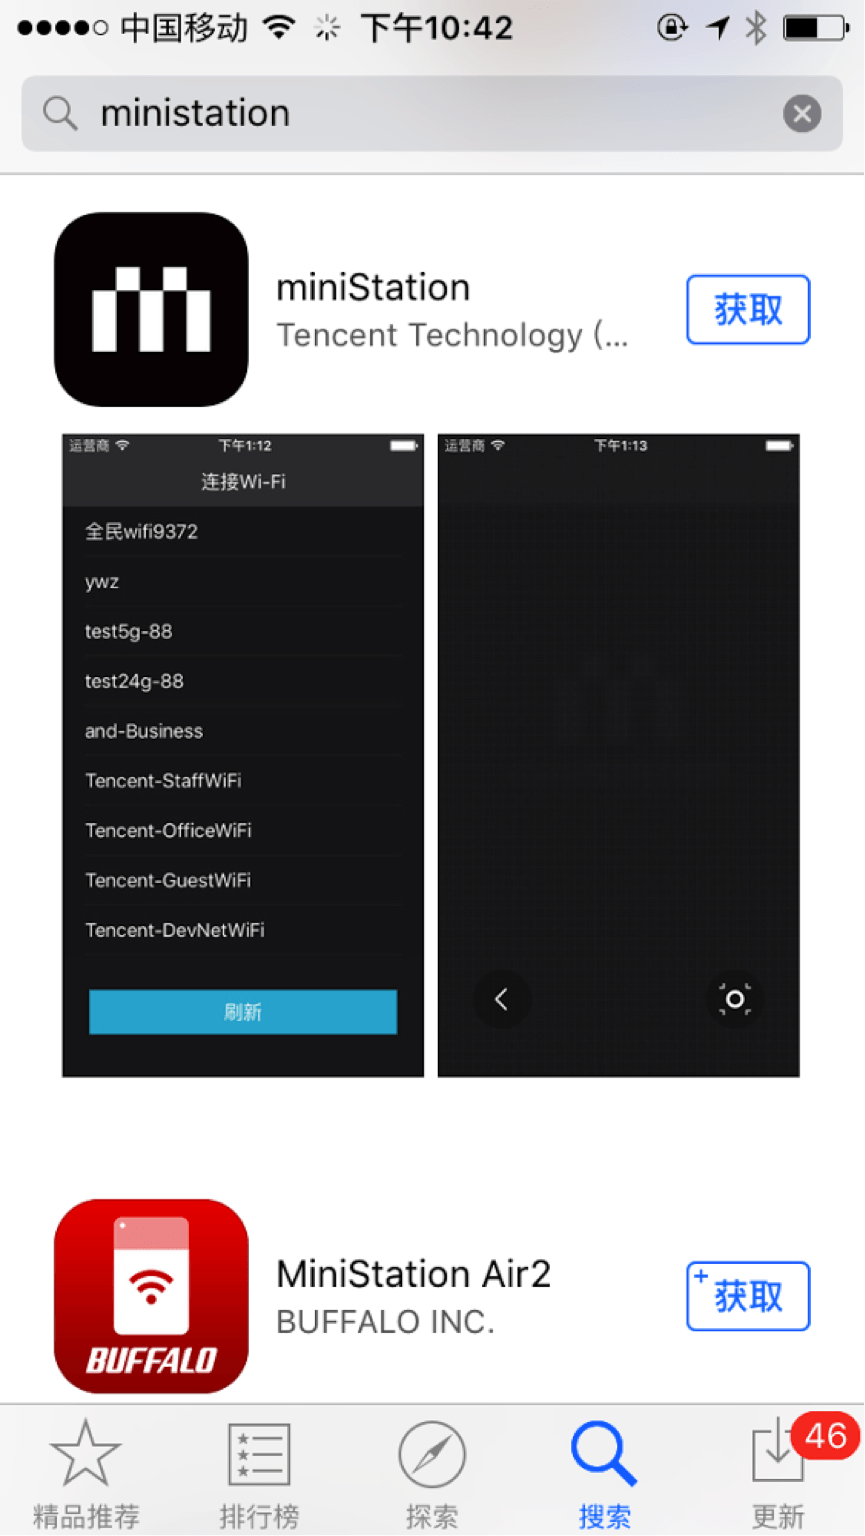 中国移动 下午10:42
ministation
miniStation
Tencent Technology (...
获取
运营商 下午1:12
连接Wi-Fi
全民wifi9372
ywz
test5g-88
test24g-88
and-Business
Tencent-StaffWiFi
Tencent-OfficeWiFi
Tencent-GuestWiFi
Tencent-DevNetWiFi
刷新
运营商 下午1:13
MiniStation Air2
BUFFALO INC.
获取
BUFFALO
精品推荐 排行榜 探索 搜索 更新
46